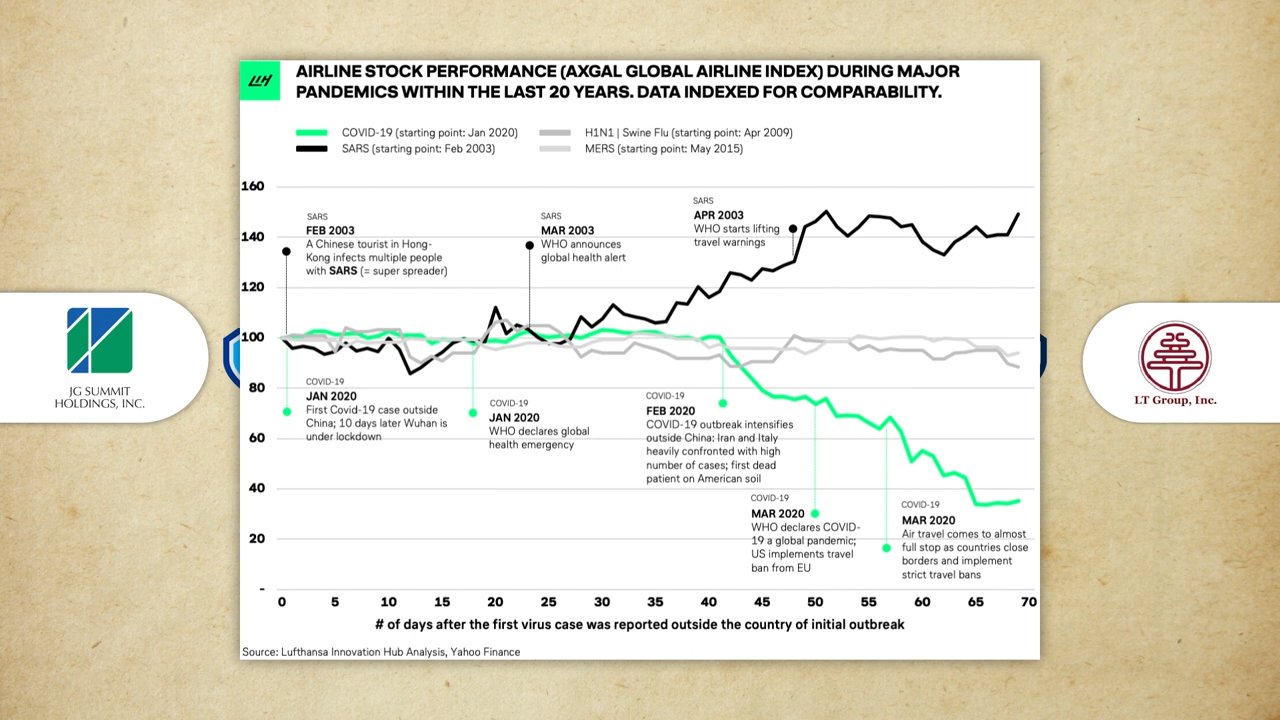 LIH
AIRLINE STOCK PERFORMANCE (AXGAL GLOBAL AIRLINE INDEX) DURING MAJOR
PANDEMICS WITHIN THE LAST 20 YEARS. DATA INDEXED FOR COMPARABILITY.
COVID-19 (starting point: Jan 2020)
H1N1 | Swine Flu (starting point: Apr 2009)
SARS (starting point: Feb 2003)
MERS (starting point: May 2015)
160
140
120
100
80
60
40
20
-
SARS
FEB 2003
A Chinese tourist in Hong-
Kong infects multiple people
with SARS (= super spreader)
SARS
MAR 2003
WHO announces
global health alert
SARS
APR 2003
WHO starts lifting
travel warnings
COVID-19
JAN 2020
First Covid-19 case outside
China; 10 days later Wuhan is
under lockdown
COVID-19
JAN 2020
WHO declares global
health emergency
COVID-19
FEB 2020
COVID-19 outbreak intensifies
outside China: Iran and Italy
heavily confronted with high
number of cases; first dead
patient on American soil
COVID-19
MAR 2020
WHO declares COVID-
19 a global pandemic;
US implements travel
ban from EU
COVID-19
MAR 2020
Air travel comes to almost
full stop as countries close
borders and implement
strict travel bans
0 5 10 15 20 25 30 35 40 45 50 55 60 65 70
# of days after the first virus case was reported outside the country of initial outbreak
Source: Lufthansa Innovation Hub Analysis, Yahoo Finance
JG SUMMIT
HOLDINGS, INC.
LT Group, Inc.